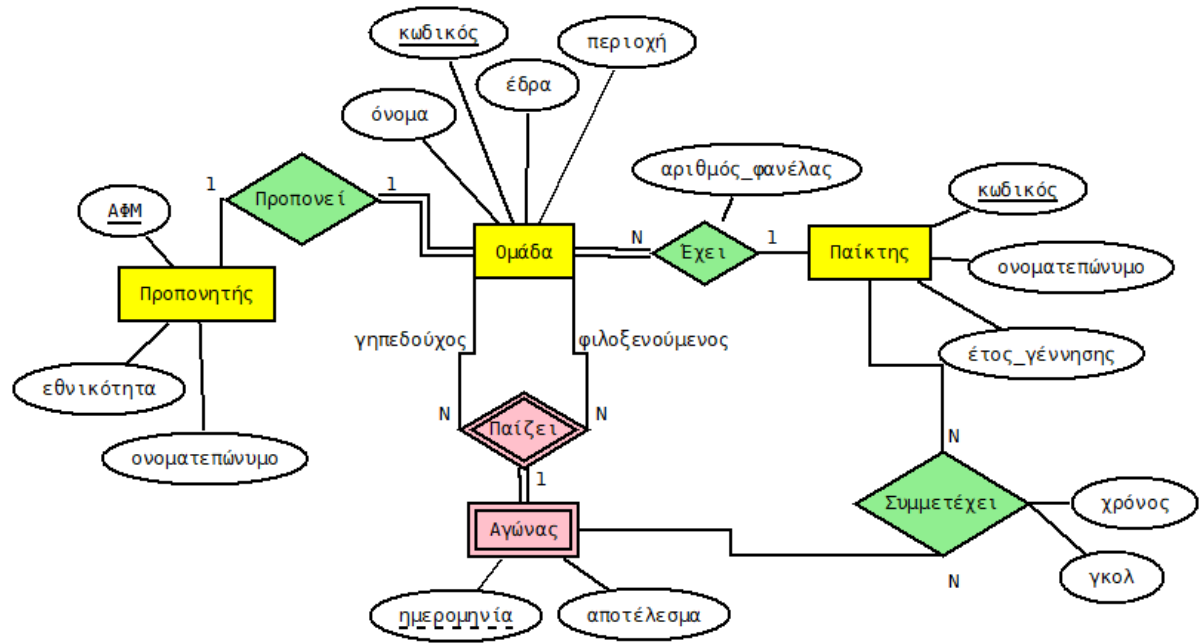 κωδικός
περιοχή
έδρα
όνομα
αριθμός_φανέλας
Προπονεί
1
1
ΑΦΜ
κωδικός
Ομάδα
N
Έχει
1
Παίκτης
ονοματεπώνυμο
Προπονητής
γηπεδούχος
φιλοξενούμενος
έτος_γέννησης
εθνικότητα
N
N
Παίζει
N
ονοματεπώνυμο
1
Συμμετέχει
χρόνος
Αγώνας
N
γκολ
ημερομηνία
αποτέλεσμα